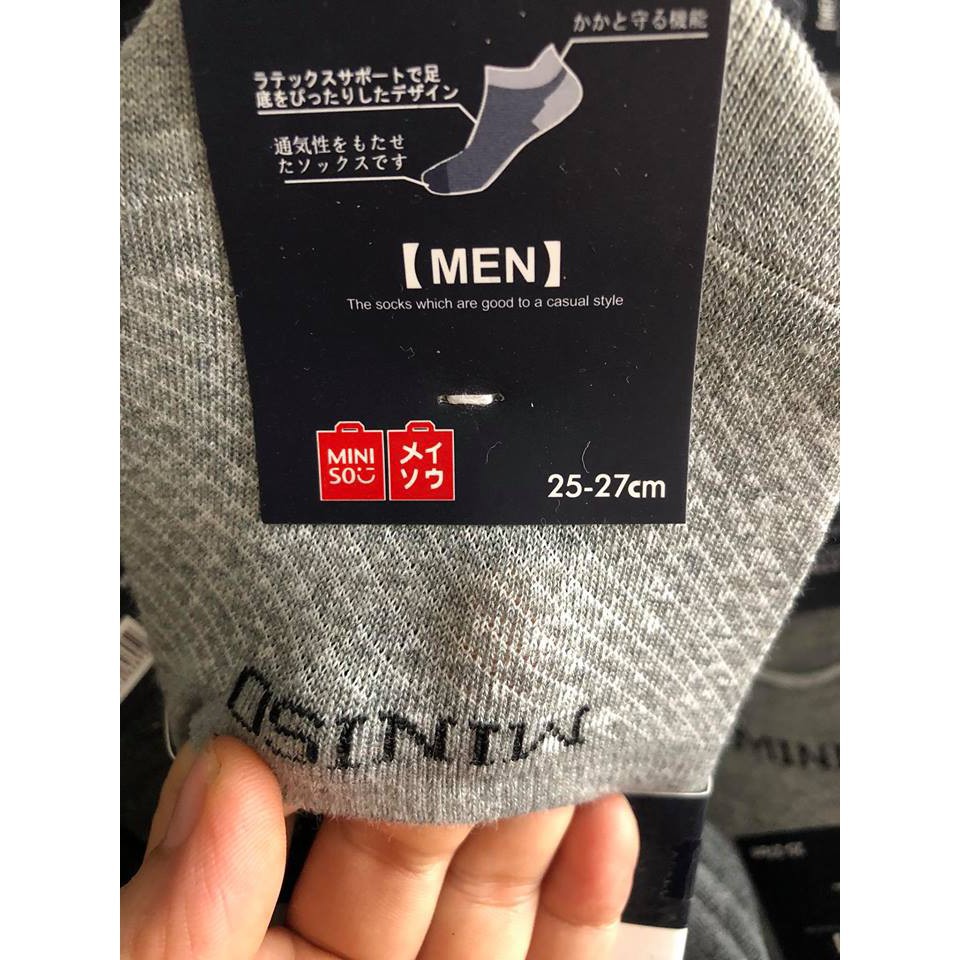 かかと守る機能
ラテックスサポートで足
底をぴったりしたデザイン
通気性をもたせ
たソックスです
【MEN】
The socks which are good to a casual style
MINI
SO
メイ
ソウ
25-27cm
MINISO